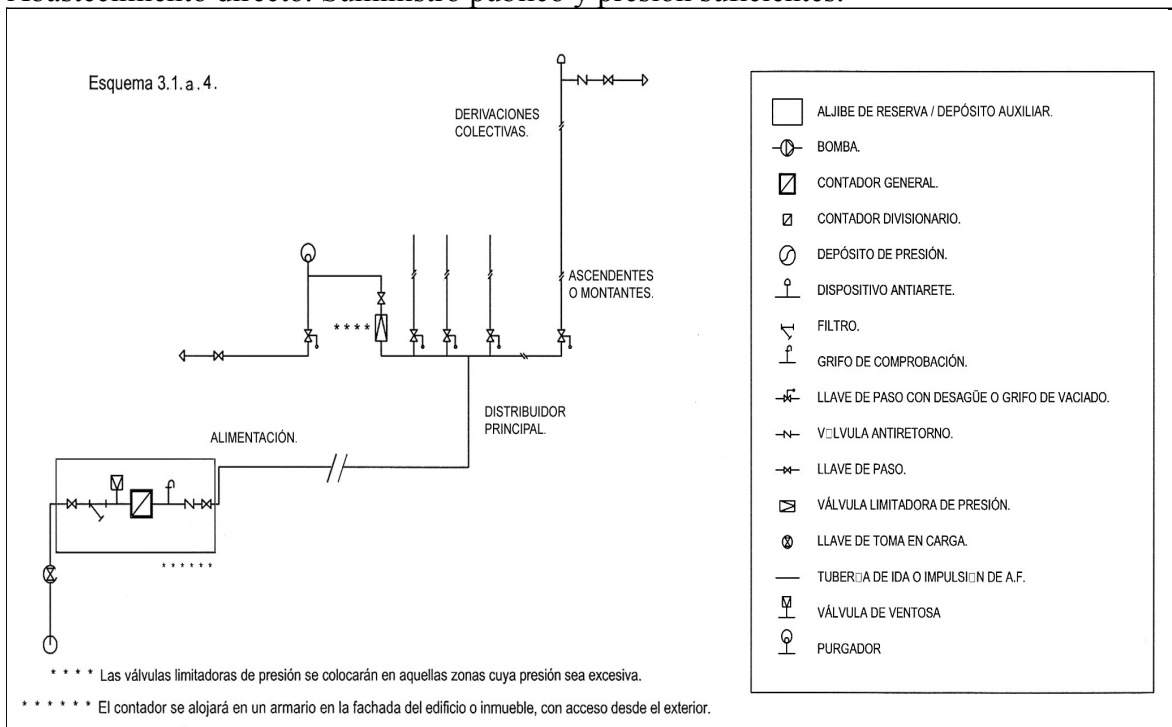 Abastecimiento directo. Suministro público y presión suficientes.
Esquema 3.1.a.4.
DERIVACIONES
COLECTIVAS.
ASCENDENTES
O MONTANTES.
* * * *
DISTRIBUIDOR
PRINCIPAL.
ALIMENTACIÓN.
* * * * * *
* * * * Las válvulas limitadoras de presión se colocarán en aquellas zonas cuya presión sea excesiva.
* * * * * * El contador se alojará en un armario en la fachada del edificio o inmueble, con acceso desde el exterior.
ALJIBE DE RESERVA / DEPÓSITO AUXILIAR.
BOMBA.
CONTADOR GENERAL.
CONTADOR DIVISIONARIO.
DEPÓSITO DE PRESIÓN.
DISPOSITIVO ANTIARETE.
FILTRO.
GRIFO DE COMPROBACIÓN.
LLAVE DE PASO CON DESAGÜE O GRIFO DE VACIADO.
V□LVULA ANTIRETORNO.
LLAVE DE PASO.
VÁLVULA LIMITADORA DE PRESIÓN.
LLAVE DE TOMA EN CARGA.
TUBER□A DE IDA O IMPULSI□N DE A.F.
VÁLVULA DE VENTOSA
PURGADOR